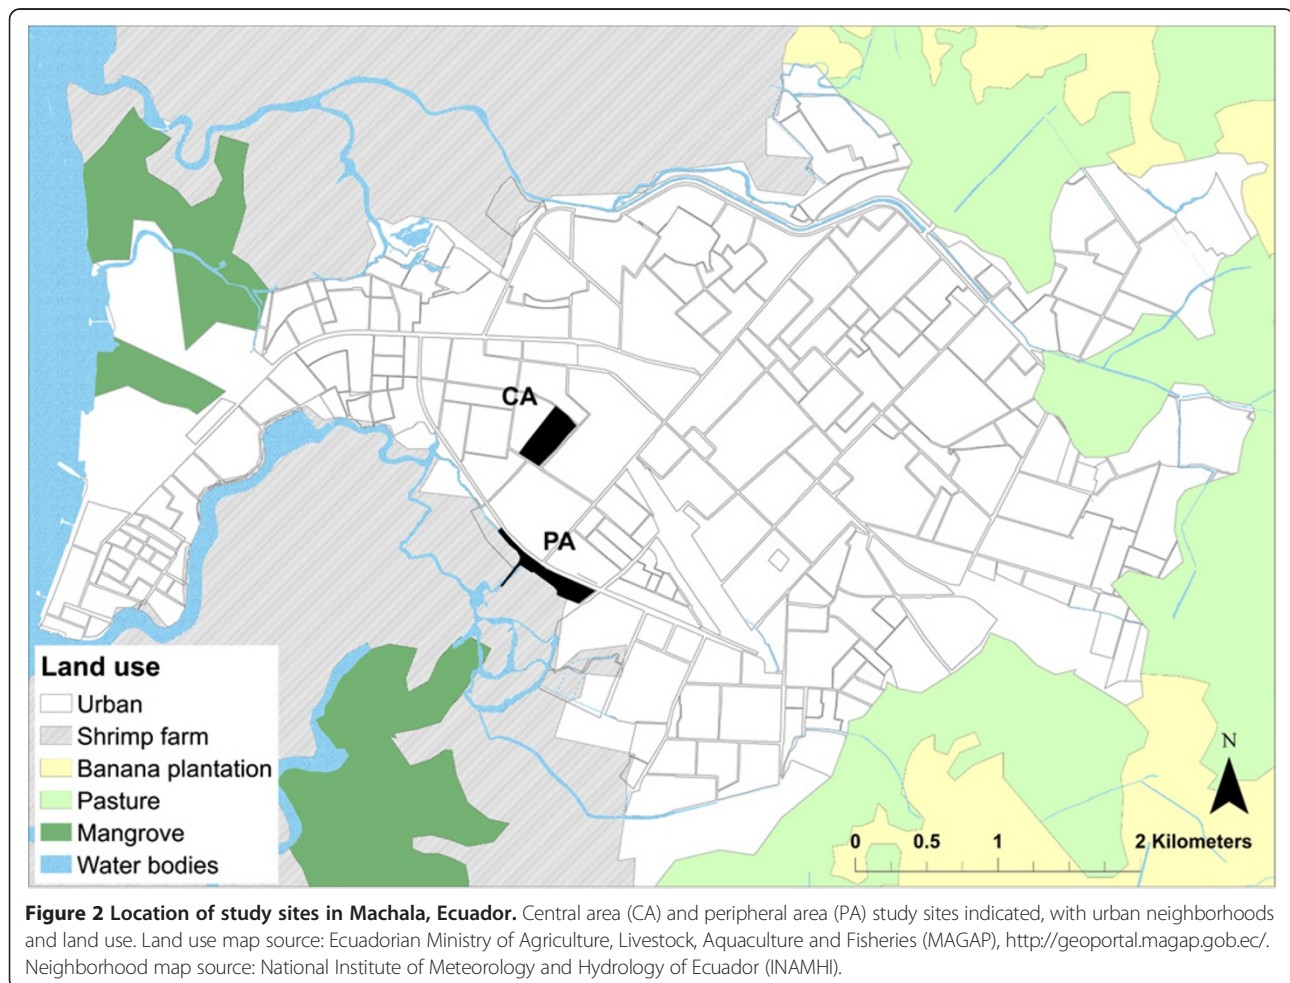 CA
PA
Land use
Urban
Shrimp farm
Banana plantation
Pasture
Mangrove
Water bodies
N
0 0.5 1 2 Kilometers
Figure 2 Location of study sites in Machala, Ecuador. Central area (CA) and peripheral area (PA) study sites indicated, with urban neighborhoods
and land use. Land use map source: Ecuadorian Ministry of Agriculture, Livestock, Aquaculture and Fisheries (MAGAP), http://geoportal.magap.gob.ec/.
Neighborhood map source: National Institute of Meteorology and Hydrology of Ecuador (INAMHI).